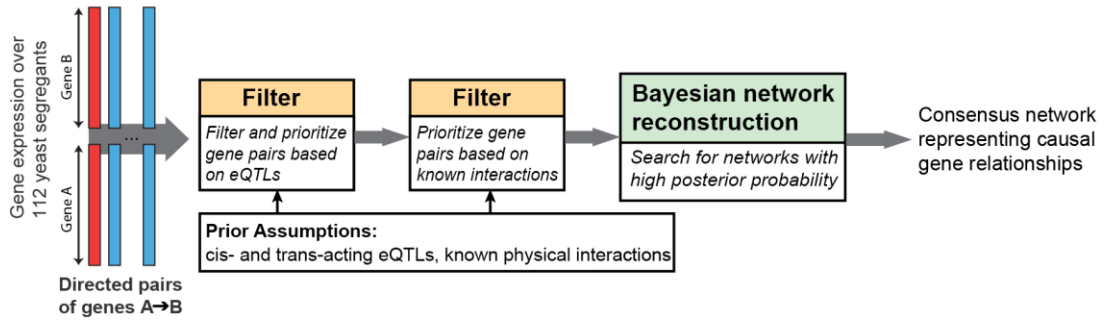 Gene expression over
112 yeast segregants
Gene B
Gene A
...
Directed pairs
of genes A→B
Filter
Filter and prioritize
gene pairs based
on eQTLs
Filter
Prioritize gene
pairs based on
known interactions
Prior Assumptions:
cis- and trans-acting eQTLs, known physical interactions
Bayesian network
reconstruction
Search for networks with
high posterior probability
Consensus network
representing causal
gene relationships